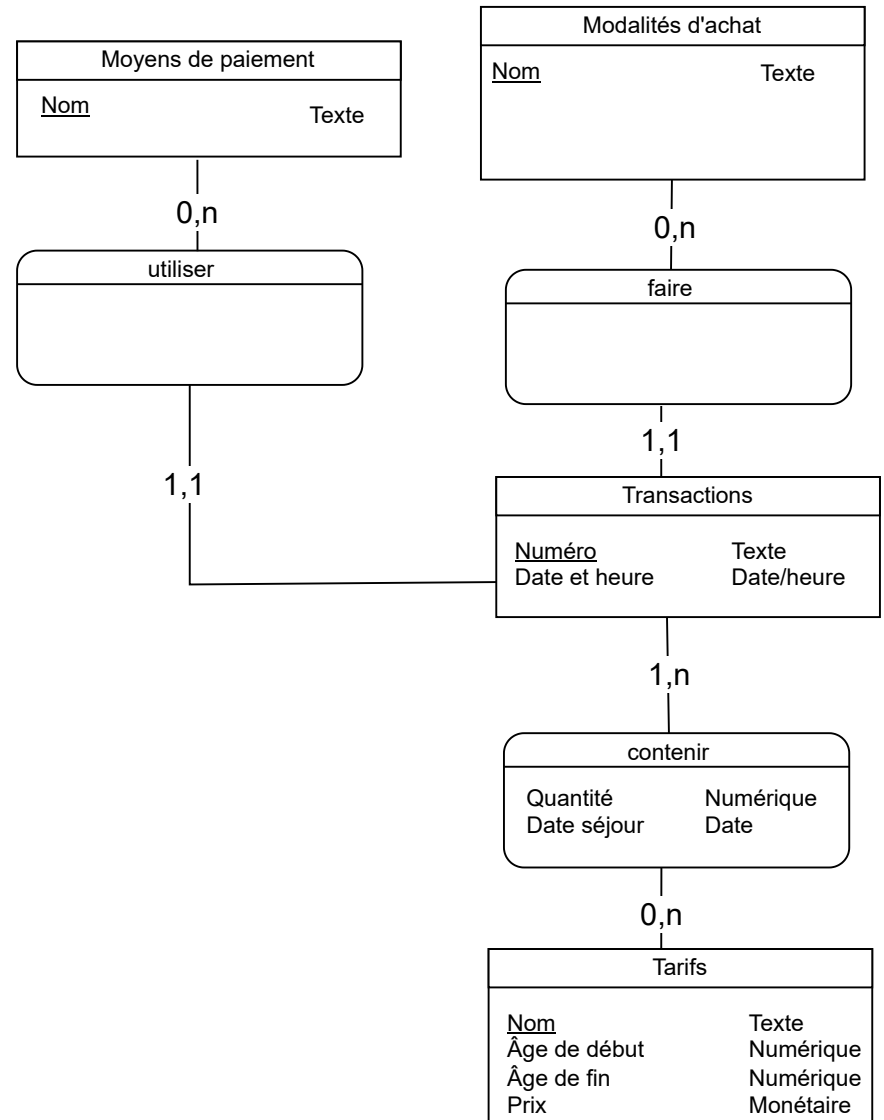 Moyens de paiement
Nom Texte
0,n
utiliser
1,1
Modalités d'achat
Nom Texte
0,n
faire
1,1
Transactions
Numéro Texte
Date et heure Date/heure
1,n
contenir
Quantité Numérique
Date séjour Date
0,n
Tarifs
Nom Texte
Âge de début Numérique
Âge de fin Numérique
Prix Monétaire